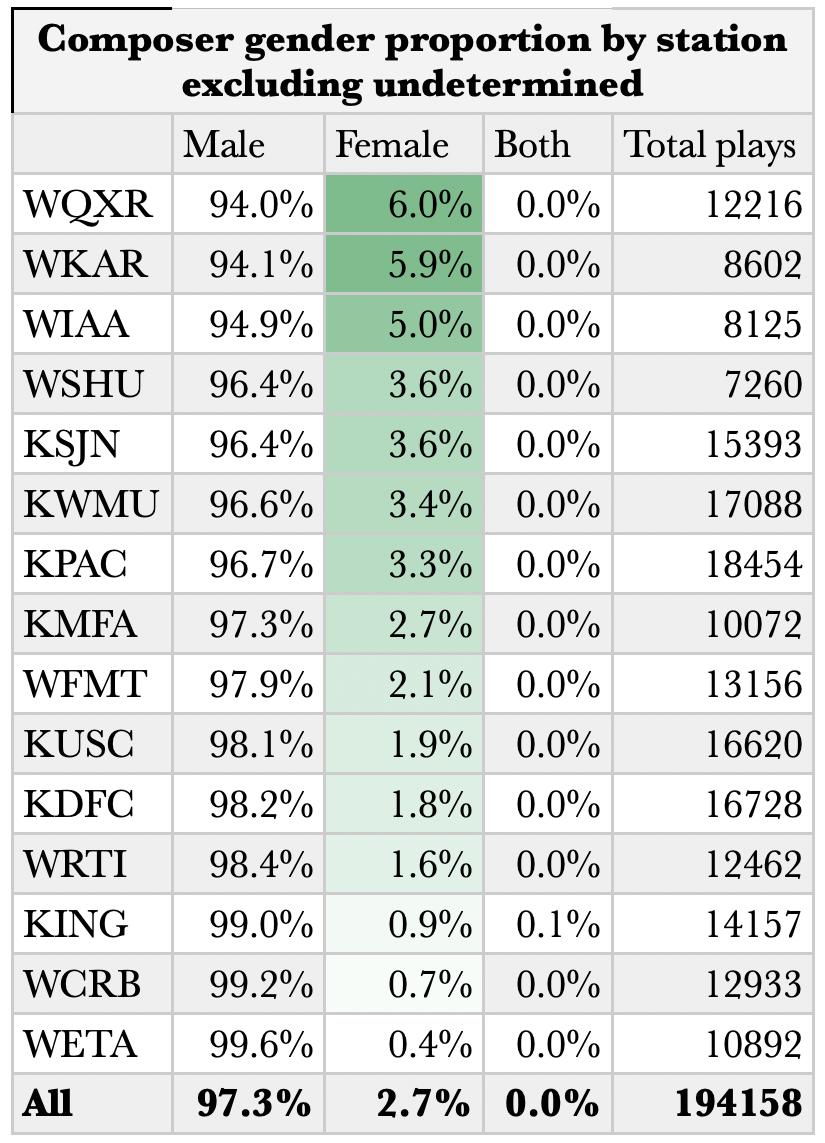 Composer gender proportion by station
excluding undetermined
Male Female Both Total plays
WQXR 94.0% 6.0% 0.0% 12216
WKAR 94.1% 5.9% 0.0% 8602
WIAA 94.9% 5.0% 0.0% 8125
WSHU 96.4% 3.6% 0.0% 7260
KSJN 96.4% 3.6% 0.0% 15393
KWMU 96.6% 3.4% 0.0% 17088
KPAC 96.7% 3.3% 0.0% 18454
KMFA 97.3% 2.7% 0.0% 10072
WFMT 97.9% 2.1% 0.0% 13156
KUSC 98.1% 1.9% 0.0% 16620
KDFC 98.2% 1.8% 0.0% 16728
WRTI 98.4% 1.6% 0.0% 12462
KING 99.0% 0.9% 0.1% 14157
WCRB 99.2% 0.7% 0.0% 12933
WETA 99.6% 0.4% 0.0% 10892
All 97.3% 2.7% 0.0% 194158